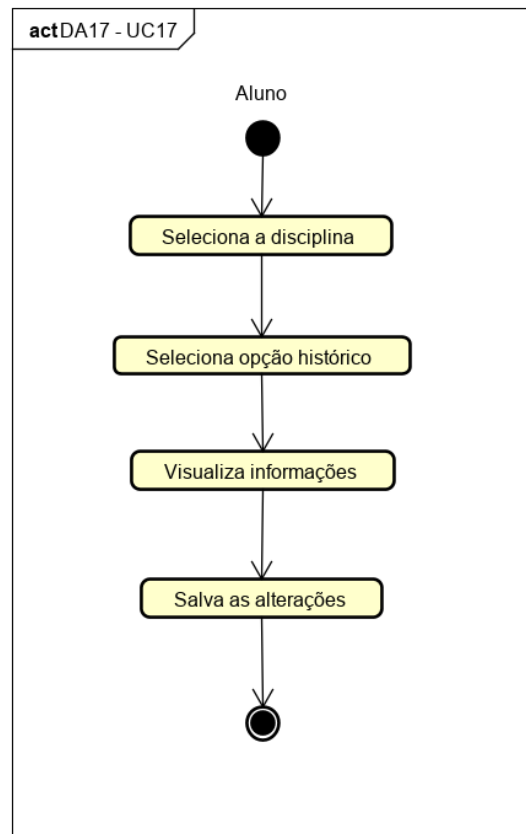 actDA17 - UC17
Aluno
Seleciona a disciplina
Seleciona opção histórico
Visualiza informações
Salva as alterações